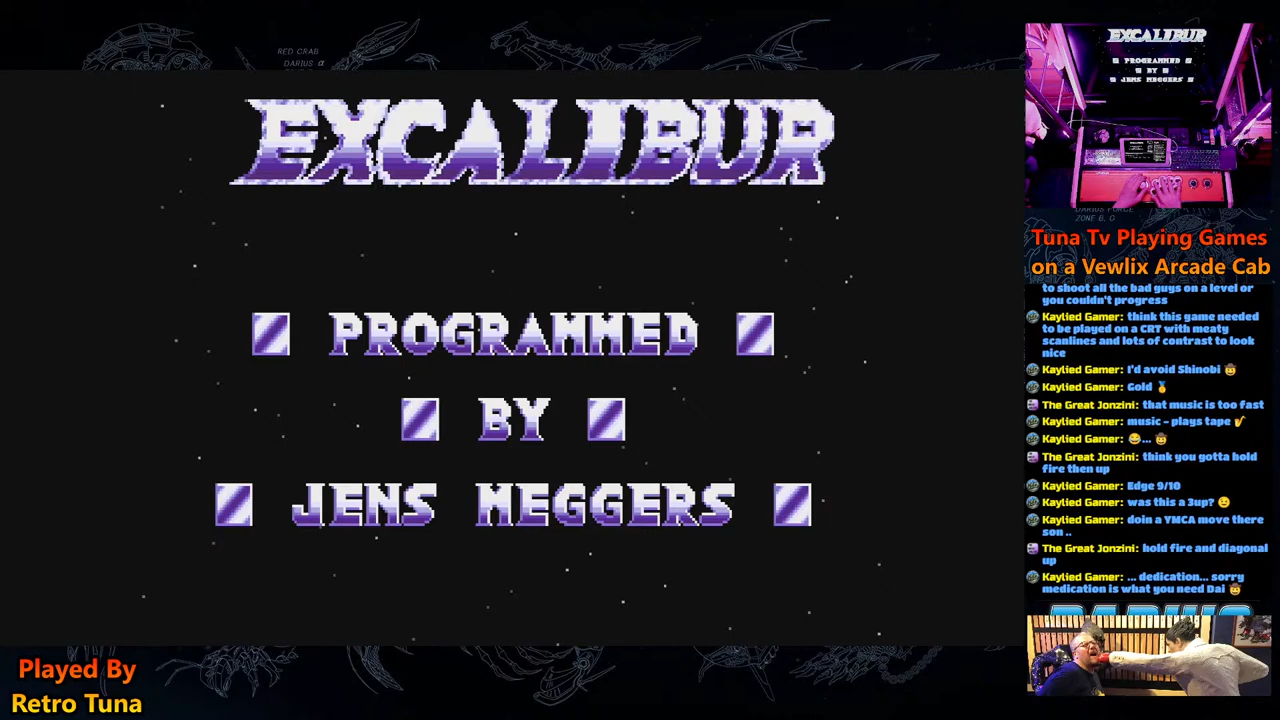 RED CRAB
DARIUS α
EXCALIBUR
PROGRAMMED
BY
JENS MEGGERS
EXCALIBUR
PROGRAMMED
BY
JENS MEGGERS
ZONE B, G
Tuna Tv Playing Games
on a Vewlix Arcade Cab
to shoot all the bad guys on a level or
you couldn't progress
Kaylied Gamer: think this game needed
to be played on a CRT with meaty
scanlines and lots of contrast to look
nice
Kaylied Gamer: I'd avoid Shinobi 🤠
Kaylied Gamer: Gold 🏅
The Great Jonzini: that music is too fast
Kaylied Gamer: music - plays tape 🎷
Kaylied Gamer: 😂... 🤠
The Great Jonzini: think you gotta hold
fire then up
Kaylied Gamer: Edge 9/10
Kaylied Gamer: was this a 3up? 😉
Kaylied Gamer: doin a YMCA move there
son ..
The Great Jonzini: hold fire and diagonal
up
Kaylied Gamer: ... dedication... sorry
medication is what you need Dai 🤠
Played By
Retro Tuna